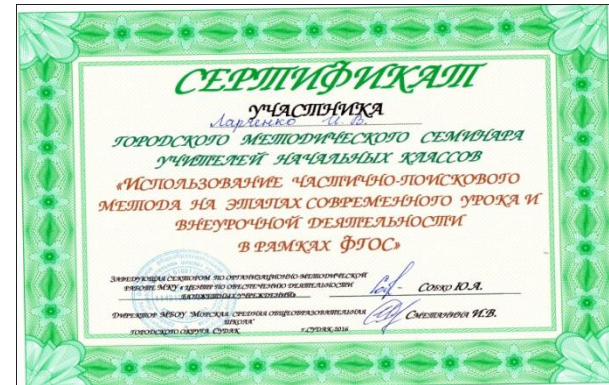 СЕРТИФИКАТ
УЧАСТНИКА
И. В.
ГОРОДСКОГО МЕТОДИЧЕСКОГО СЕМИНАРА
УЧИТЕЛЕЙ НАЧАЛЬНЫХ КЛАССОВ
«ИСПОЛЬЗОВАНИЕ ЧАСТИЧНО-ПОИСКОВОГО
МЕТОДА НА ЭТАПАХ СОВРЕМЕННОГО УРОКА И
ВНЕУРОЧНОЙ ДЕЯТЕЛЬНОСТИ
В РАМКАХ ФГОС»
ЗАВЕДУЮЩАЯ СЕКТОРОМ ПО ОРГАНИЗАЦИОННО-МЕТОДИЧЕСКОЙ
РАБОТЕ МКУ «ЦЕНТР ПО ОБЕСПЕЧЕНИЮ ДЕЯТЕЛЬНОСТИ
БЮДЖЕТНЫХ УЧРЕЖДЕНИЙ» СОБКО Ю.А.
ДИРЕКТОР МБОУ "МОРСКАЯ СРЕДНЯЯ ОБЩЕОБРАЗОВАТЕЛЬНАЯ
ШКОЛА" СМЕТАНИНА И.В.
ГОРОДСКОГО ОКРУГА СУДАК Г.СУДАК 2016